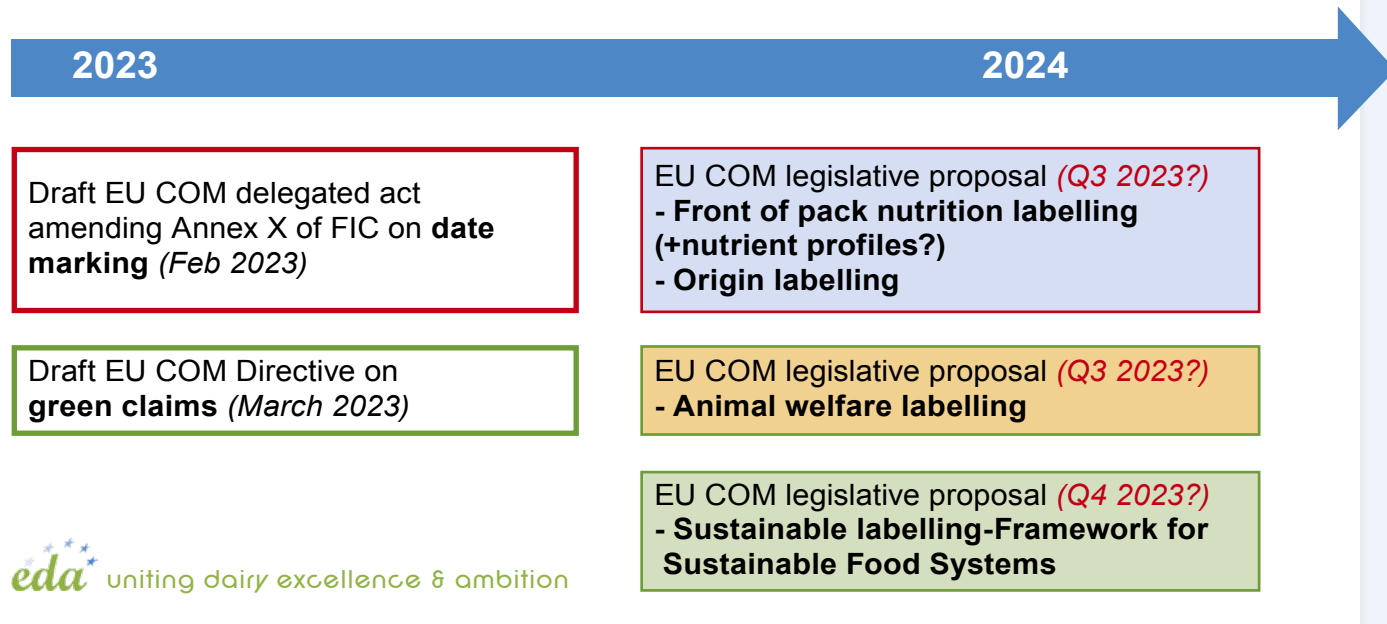 2023
2024
Draft EU COM delegated act
amending Annex X of FIC on date
marking (Feb 2023)
Draft EU COM Directive on
green claims (March 2023)
EU COM legislative proposal (Q3 2023?)
- Front of pack nutrition labelling
(+nutrient profiles?)
- Origin labelling
EU COM legislative proposal (Q3 2023?)
- Animal welfare labelling
EU COM legislative proposal (Q4 2023?)
- Sustainable labelling-Framework for
Sustainable Food Systems
eda uniting dairy excellence & ambition